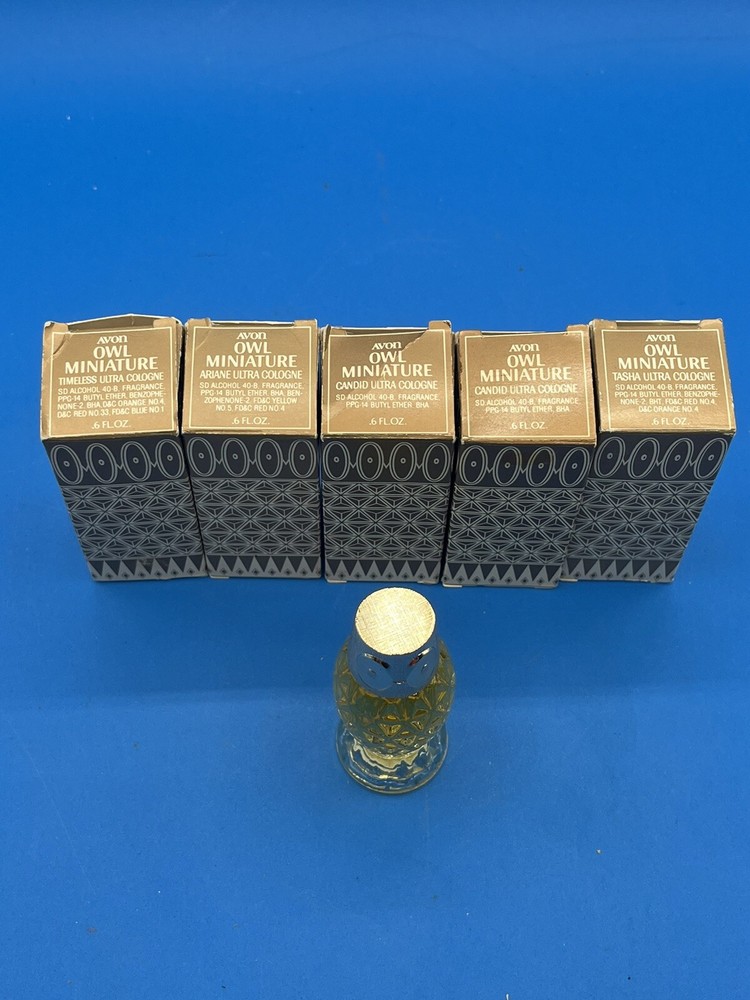 AVON
OWL
MINIATURE
TIMELESS ULTRA COLOGNE
SD ALCOHOL 40-B, FRAGRANCE,
PPG-14 BUTYL ETHER, BENZOPHE-
NONE-2, BHA, D&C ORANGE NO. 4,
D&C RED NO. 33, FD&C BLUE NO. 1
.6 FL.OZ.
AVON
OWL
MINIATURE
ARIANE ULTRA COLOGNE
SD ALCOHOL 40-B, FRAGRANCE,
PPG-14 BUTYL ETHER, BHA, BEN-
ZOPHENONE-2, FD&C YELLOW
NO. 5, FD&C RED NO. 4
.6 FL.OZ.
AVON
OWL
MINIATURE
CANDID ULTRA COLOGNE
SD ALCOHOL 40-B, FRAGRANCE,
PPG-14 BUTYL ETHER, BHA
.6 FL.OZ.
AVON
OWL
MINIATURE
CANDID ULTRA COLOGNE
SD ALCOHOL 40-B, FRAGRANCE,
PPG-14 BUTYL ETHER, BHA
.6 FL.OZ.
AVON
OWL
MINIATURE
TASHA ULTRA COLOGNE
SD ALCOHOL 40-B, FRAGRANCE,
PPG-14 BUTYL ETHER, BENZOPHE-
NONE-2, BHT, FD&C RED NO. 4,
D&C ORANGE NO. 4
.6 FL.OZ.